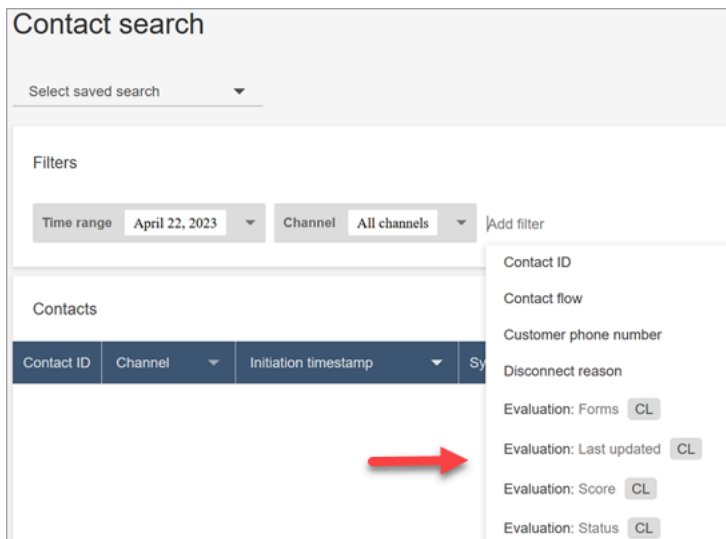 Contact search
Select saved search
Filters
Time range April 22, 2023 Channel All channels Add filter
Contact ID
Contact flow
Customer phone number
Disconnect reason
Evaluation: Forms CL
Evaluation: Last updated CL
Evaluation: Score CL
Evaluation: Status CL
Contacts
Contact ID Channel Initiation timestamp Sy